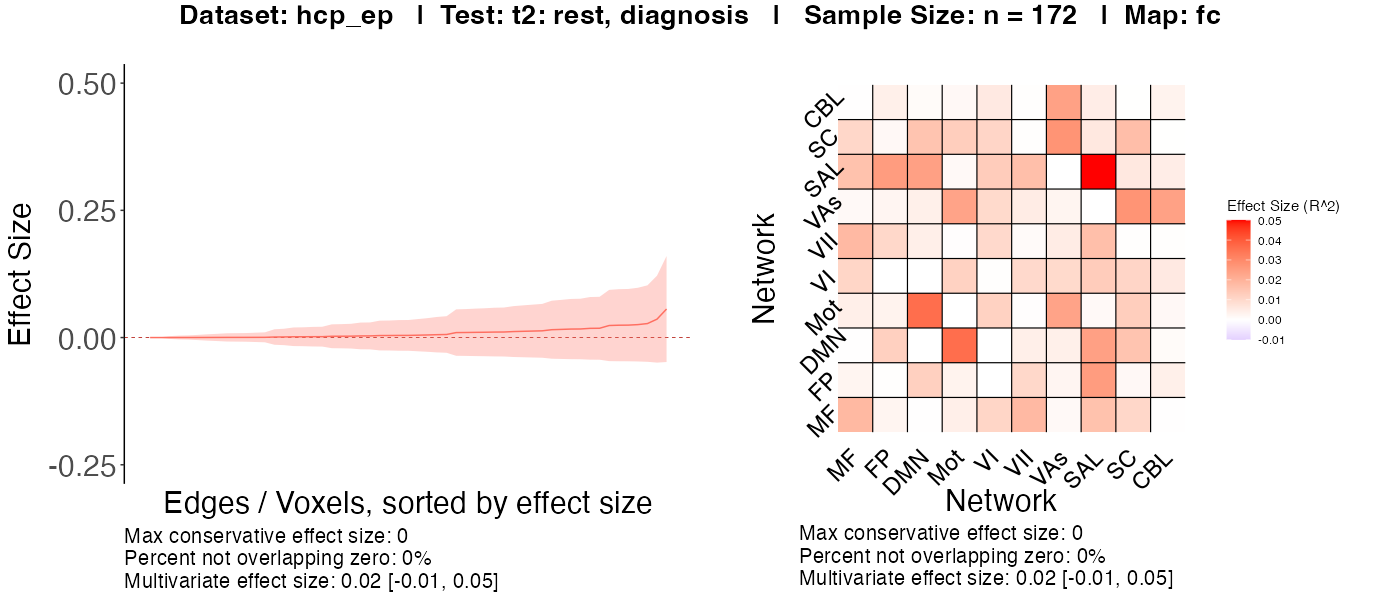 Dataset: hcp_ep | Test: t2: rest, diagnosis | Sample Size: n = 172 | Map: fc
0.50
0.25
0.00
-0.25
Effect Size
Edges / Voxels, sorted by effect size
Max conservative effect size: 0
Percent not overlapping zero: 0%
Multivariate effect size: 0.02 [-0.01, 0.05]
Network
CBL
SC
SAL
VAs
VII
VI
Mot
DMN
FP
MF
MF FP DMN Mot VI VII VAs SAL SC CBL
Network
Effect Size (R^2)
0.05
0.04
0.03
0.02
0.01
0.00
-0.01
Max conservative effect size: 0
Percent not overlapping zero: 0%
Multivariate effect size: 0.02 [-0.01, 0.05]